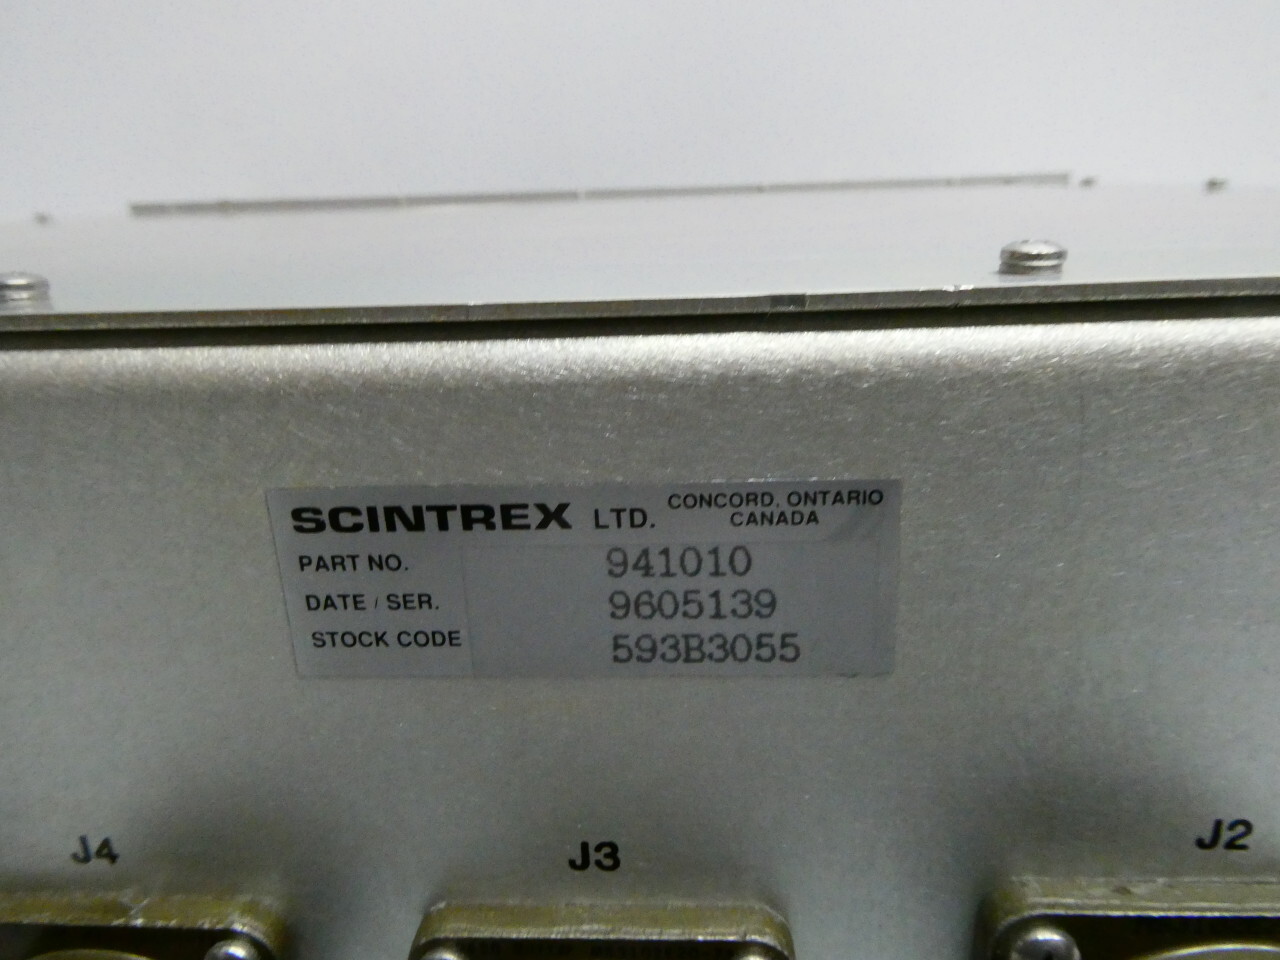 SCINTREX LTD. CONCORD, ONTARIO
CANADA
PART NO. 941010
DATE / SER. 9605139
STOCK CODE 593B3055
J4 J3 J2